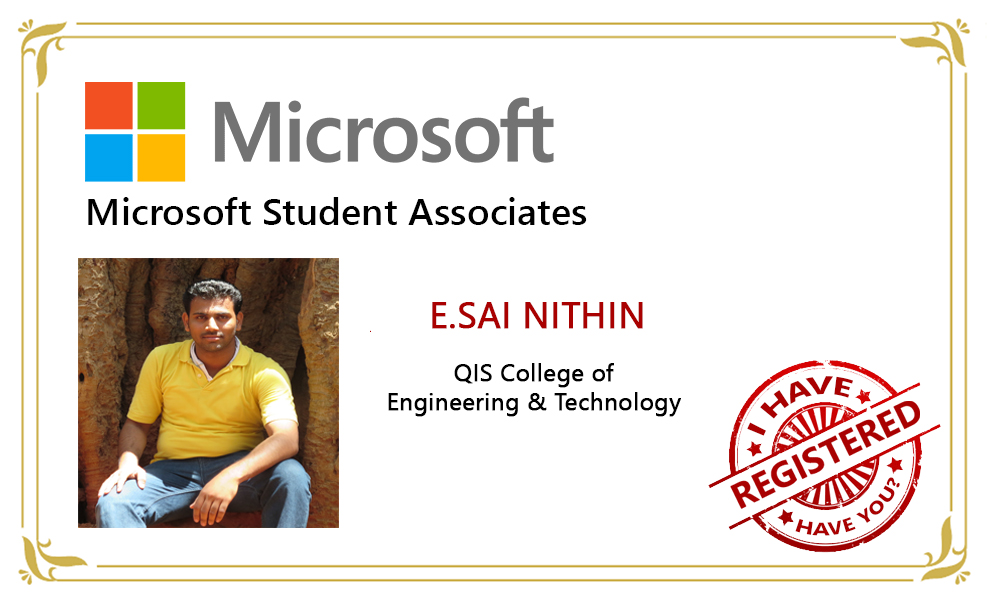 Microsoft
Microsoft Student Associates
E.SAI NITHIN
QIS College of
Engineering & Technology
I HAVE
REGISTERED
HAVE YOU?